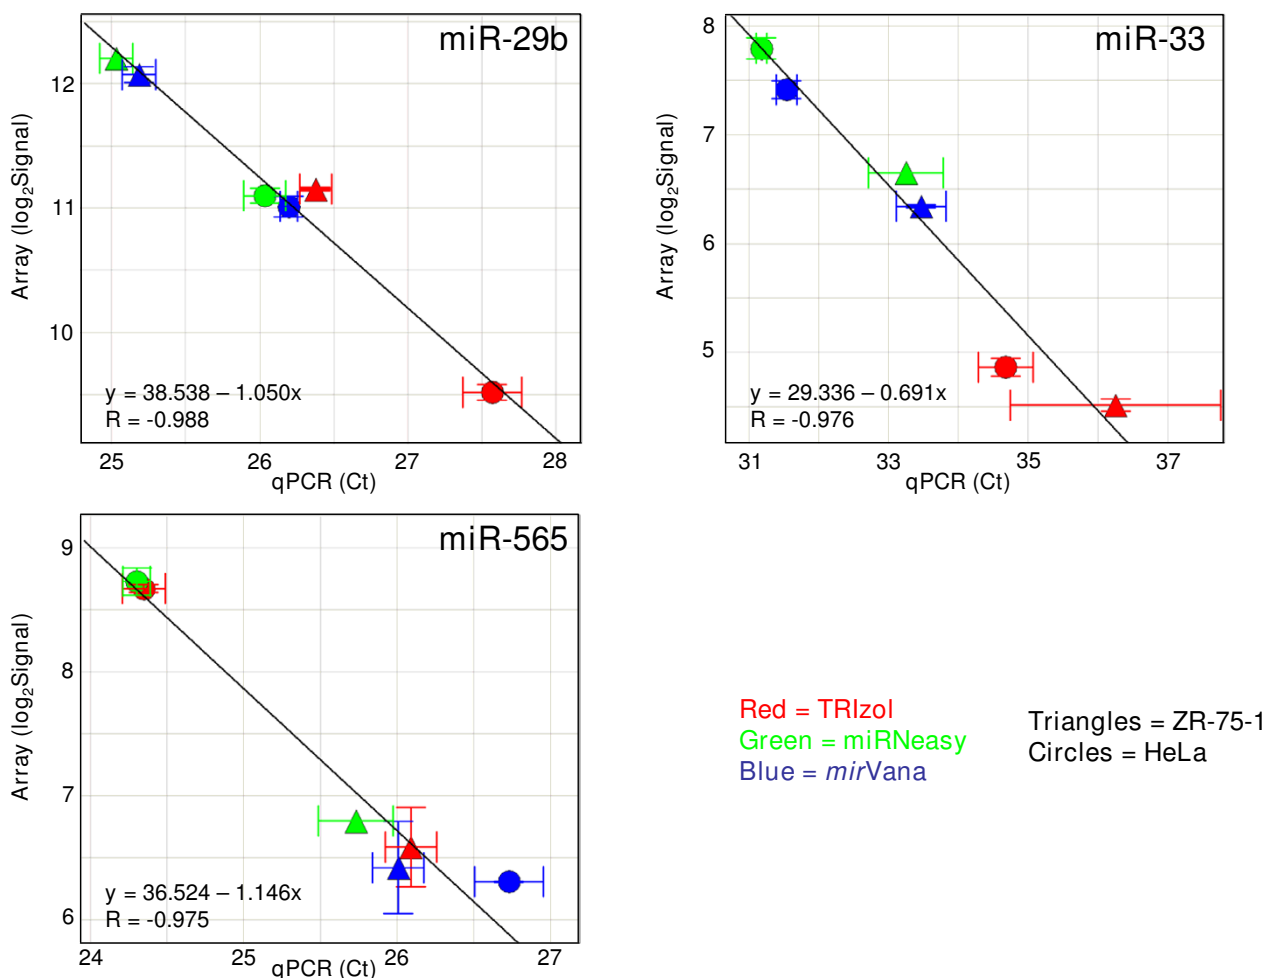 miR-29b
12
11
10
Array (log₂Signal)
y = 38.538 – 1.050x
R = -0.988
25 26 27 28
qPCR (Ct)
miR-33
8
7
6
5
Array (log₂Signal)
y = 29.336 – 0.691x
R = -0.976
31 33 35 37
qPCR (Ct)
miR-565
9
8
7
6
Array (log₂Signal)
y = 36.524 – 1.146x
R = -0.975
24 25 26 27
qPCR (Ct)
Red = TRIzol
Green = miRNeasy
Blue = mirVana
Triangles = ZR-75-1
Circles = HeLa